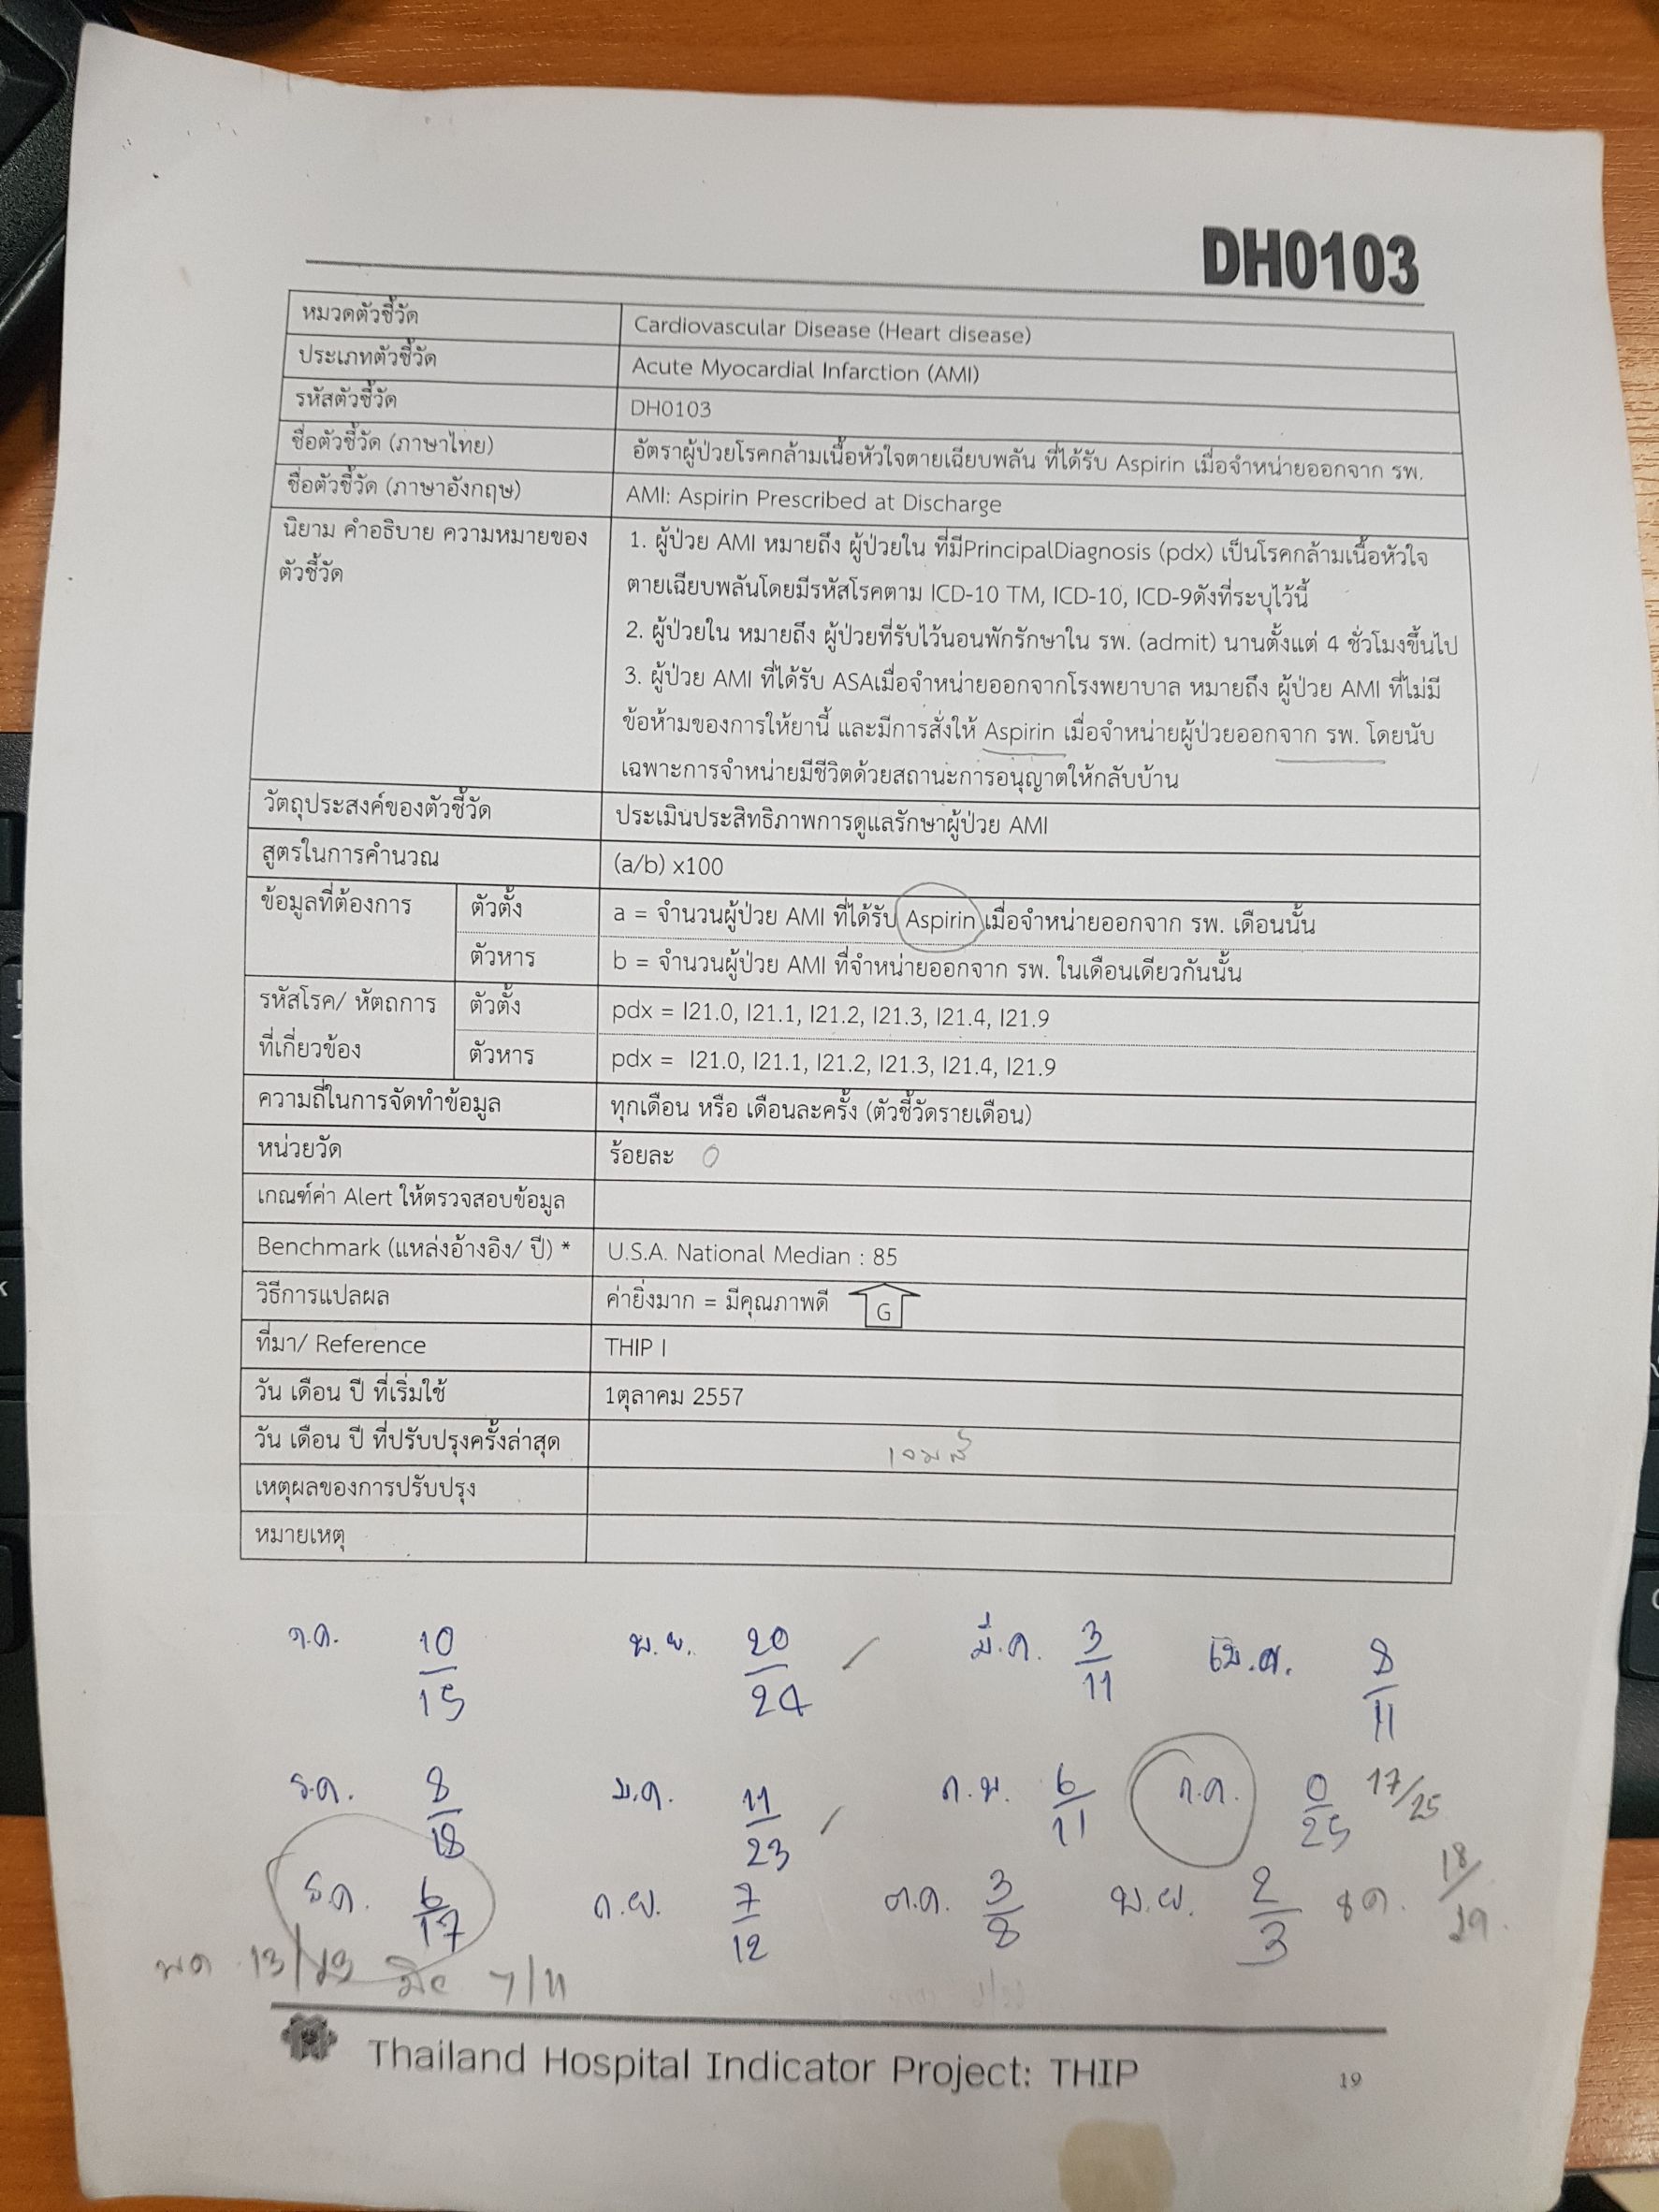 DH0103
หมวดตัวชี้วัด Cardiovascular Disease (Heart disease)
ประเภทตัวชี้วัด Acute Myocardial Infarction (AMI)
รหัสตัวชี้วัด DH0103
ชื่อตัวชี้วัด (ภาษาไทย) อัตราผู้ป่วยโรคกล้ามเนื้อหัวใจตายเฉียบพลัน ที่ได้รับ Aspirin เมื่อจำหน่ายออกจาก รพ.
ชื่อตัวชี้วัด (ภาษาอังกฤษ) AMI: Aspirin Prescribed at Discharge
นิยาม คำอธิบาย ความหมายของ
ตัวชี้วัด
1. ผู้ป่วย AMI หมายถึง ผู้ป่วยใน ที่มีPrincipalDiagnosis (pdx) เป็นโรคกล้ามเนื้อหัวใจ
ตายเฉียบพลันโดยมีรหัสโรคตาม ICD-10 TM, ICD-10, ICD-9ดังที่ระบุไว้นี้
2. ผู้ป่วยใน หมายถึง ผู้ป่วยที่รับไว้นอนพักรักษาใน รพ. (admit) นานตั้งแต่ 4 ชั่วโมงขึ้นไป
3. ผู้ป่วย AMI ที่ได้รับ ASAเมื่อจำหน่ายออกจากโรงพยาบาล หมายถึง ผู้ป่วย AMI ที่ไม่มี
ข้อห้ามของการให้ยานี้ และมีการสั่งให้ Aspirin เมื่อจำหน่ายผู้ป่วยออกจาก รพ. โดยนับ
เฉพาะการจำหน่ายมีชีวิตด้วยสถานะการอนุญาตให้กลับบ้าน
วัตถุประสงค์ของตัวชี้วัด ประเมินประสิทธิภาพการดูแลรักษาผู้ป่วย AMI
สูตรในการคำนวณ (a/b) x100
ข้อมูลที่ต้องการ ตัวตั้ง a = จำนวนผู้ป่วย AMI ที่ได้รับ Aspirin เมื่อจำหน่ายออกจาก รพ. เดือนนั้น
ตัวหาร b = จำนวนผู้ป่วย AMI ที่จำหน่ายออกจาก รพ. ในเดือนเดียวกันนั้น
รหัสโรค/ หัตถการ ตัวตั้ง pdx = I21.0, I21.1, I21.2, I21.3, I21.4, I21.9
ที่เกี่ยวข้อง ตัวหาร pdx = I21.0, I21.1, I21.2, I21.3, I21.4, I21.9
ความถี่ในการจัดทำข้อมูล ทุกเดือน หรือ เดือนละครั้ง (ตัวชี้วัดรายเดือน)
หน่วยวัด ร้อยละ 0
เกณฑ์ค่า Alert ให้ตรวจสอบข้อมูล
Benchmark (แหล่งอ้างอิง/ ปี) * U.S.A. National Median : 85
วิธีการแปลผล ค่ายิ่งมาก = มีคุณภาพดี G
ที่มา/ Reference THIP I
วัน เดือน ปี ที่เริ่มใช้ 1ตุลาคม 2557
วัน เดือน ปี ที่ปรับปรุงครั้งล่าสุด
เหตุผลของการปรับปรุง
หมายเหตุ
10/15 พ.ย. 20/24 มี.ค. 3/11 เม.ย. 8/11
ธ.ค. 8/18 ม.ค. 11/23 ก.พ. 6/11 ก.ค. 0/25 17/25
6/17 ก.ย. 7/12 ต.ค. 3/8 พ.ย. 2/3 ธค.
พค 7/11
Thailand Hospital Indicator Project: THIP 19